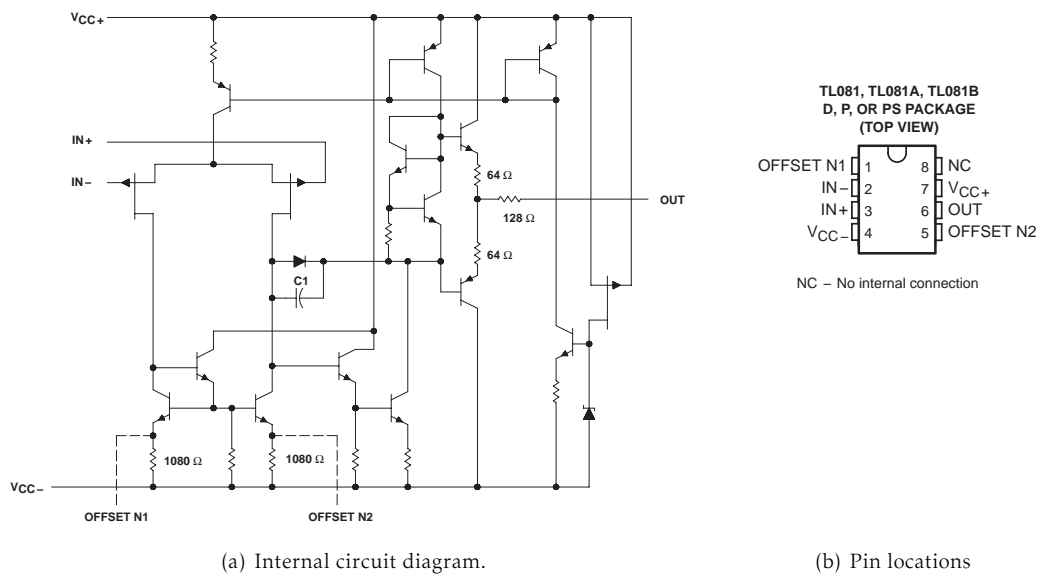 VCC+
IN+
IN−
64 Ω
128 Ω
OUT
64 Ω
C1
1080 Ω
1080 Ω
VCC−
OFFSET N1
OFFSET N2
(a) Internal circuit diagram.
TL081, TL081A, TL081B
D, P, OR PS PACKAGE
(TOP VIEW)
OFFSET N1 1 8 NC
IN− 2 7 VCC+
IN+ 3 6 OUT
VCC− 4 5 OFFSET N2
NC − No internal connection
(b) Pin locations